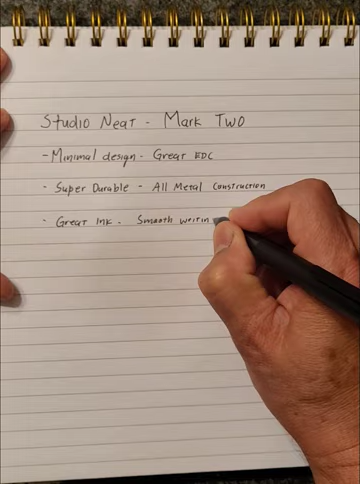 Studio Neat - Mark Two
- Minimal design - Great EDC
- Super Durable - All Metal Construction
- Great Ink - Smooth writin